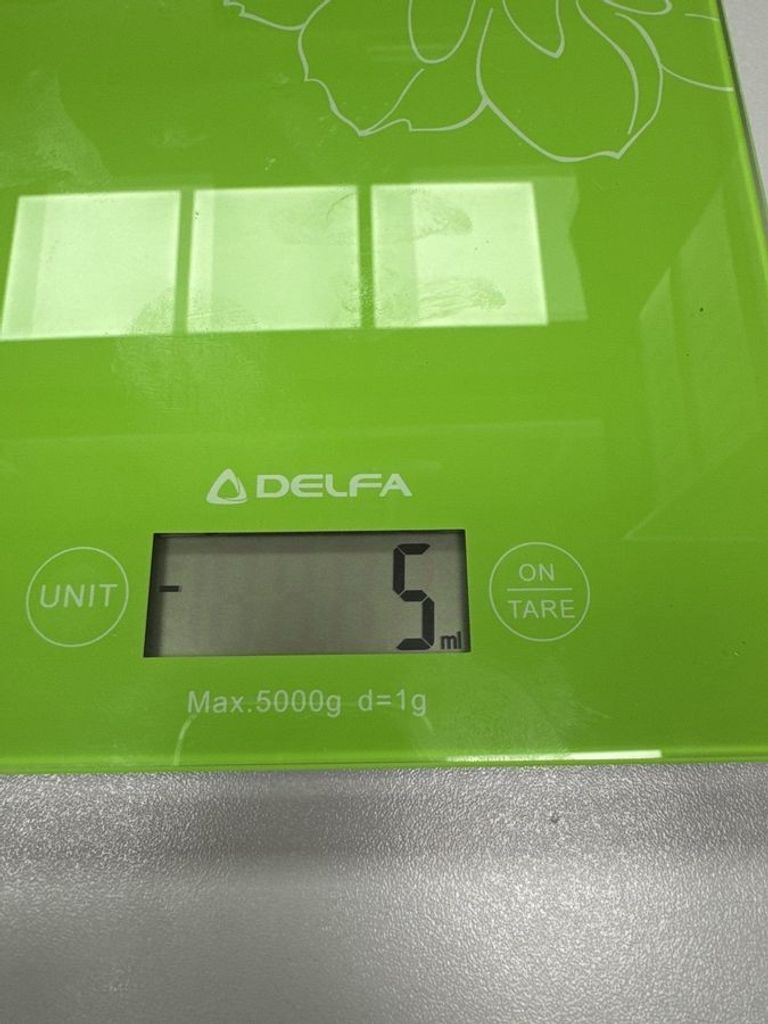 DELFA
UNIT
- 5 ml
ON
TARE
Max.5000g d=1g